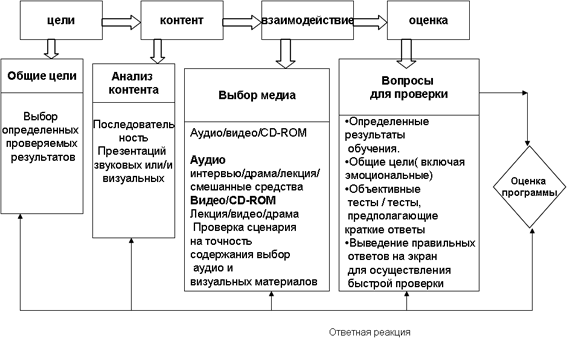 цели
контент
взаимодействие
оценка
Общие цели
Выбор
определенных
проверяемых
результатов
Анализ
контента
Последователь
ность
Презентаций
звуковых или/и
визуальных
Выбор медиа
Аудио/видео/CD-ROM
Аудио
интервью/драма/лекция/
смешанные средства
Видео/CD-ROM
Лекция/видео/драма
Проверка сценария
на точность
содержания выбор
аудио и
визуальных материалов
Вопросы
для проверки
•Определенные
результаты
обучения.
•Общие цели( включая
эмоциональные)
•Объективные
тесты / тесты,
предполагающие
краткие ответы
•Выведение правильных
ответов на экран
для осуществления
быстрой проверки
Оценка
программы
Ответная реакция